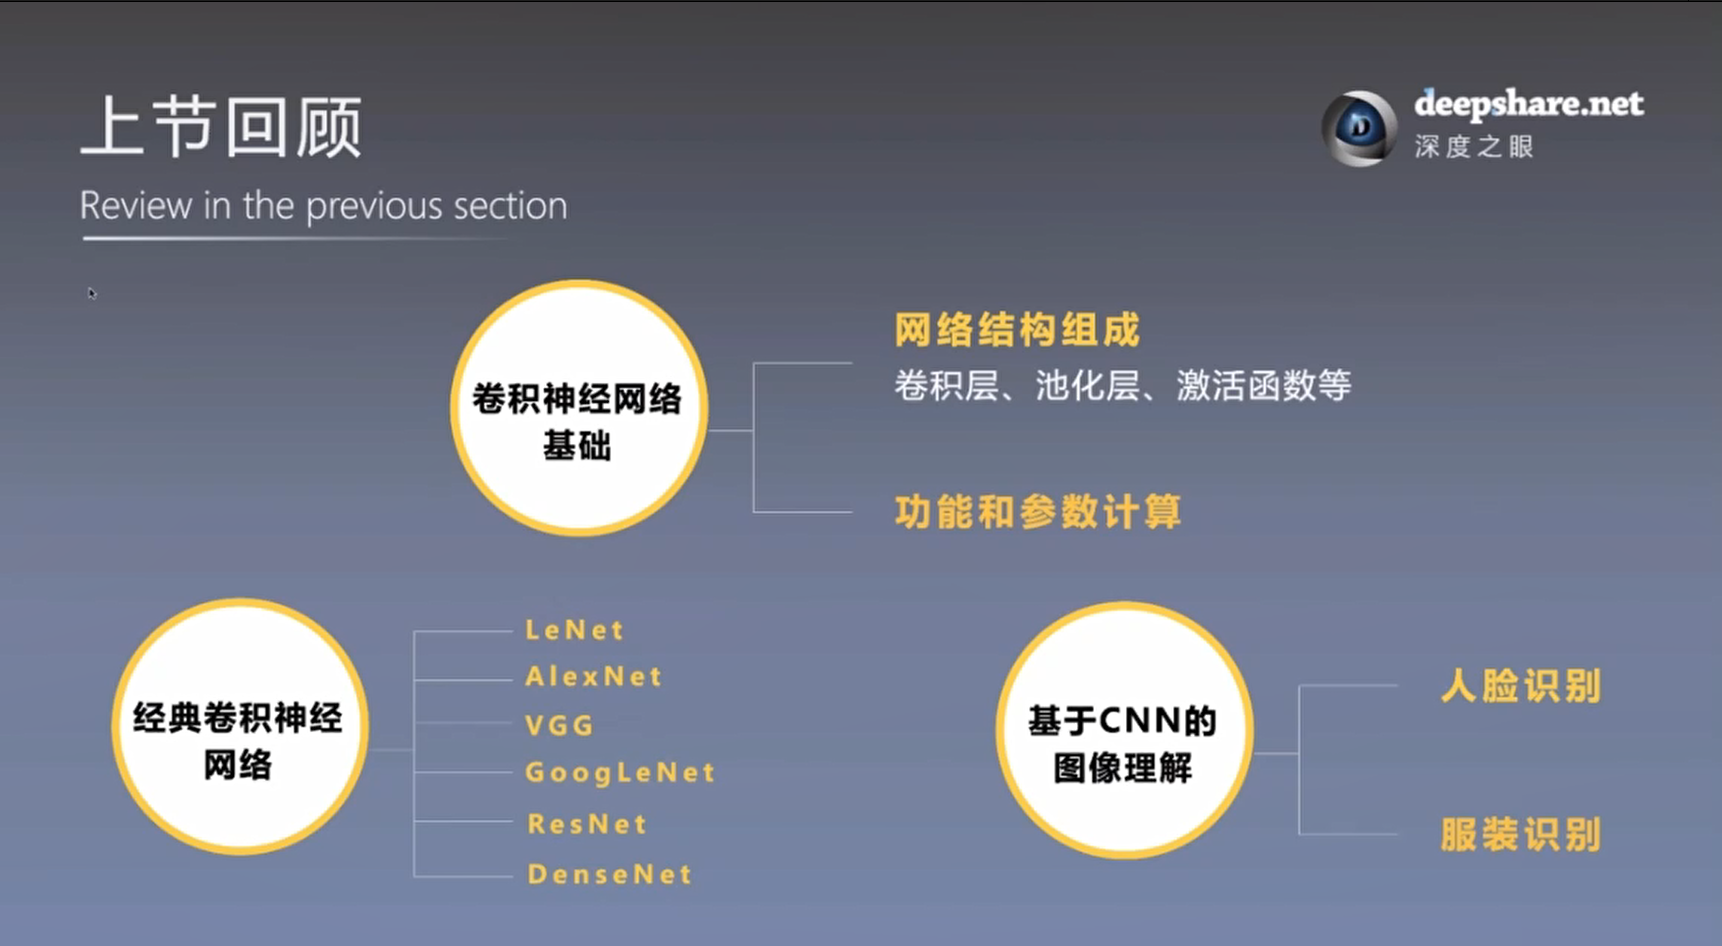 上节回顾
Review in the previous section
deepshare.net
深度之眼
卷积神经网络
基础
网络结构组成
卷积层、池化层、激活函数等
功能和参数计算
经典卷积神经
网络
LeNet
AlexNet
VGG
GoogLeNet
ResNet
DenseNet
基于CNN的
图像理解
人脸识别
服装识别